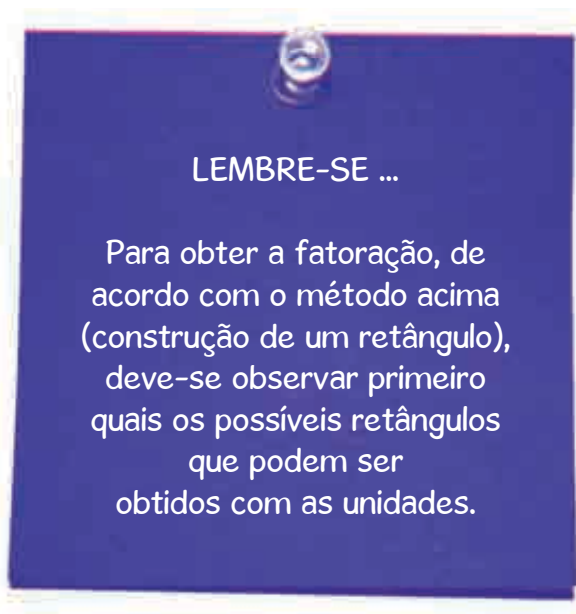 LEMBRE-SE ...
Para obter a fatoração, de
acordo com o método acima
(construção de um retângulo),
deve-se observar primeiro
quais os possíveis retângulos
que podem ser
obtidos com as unidades.